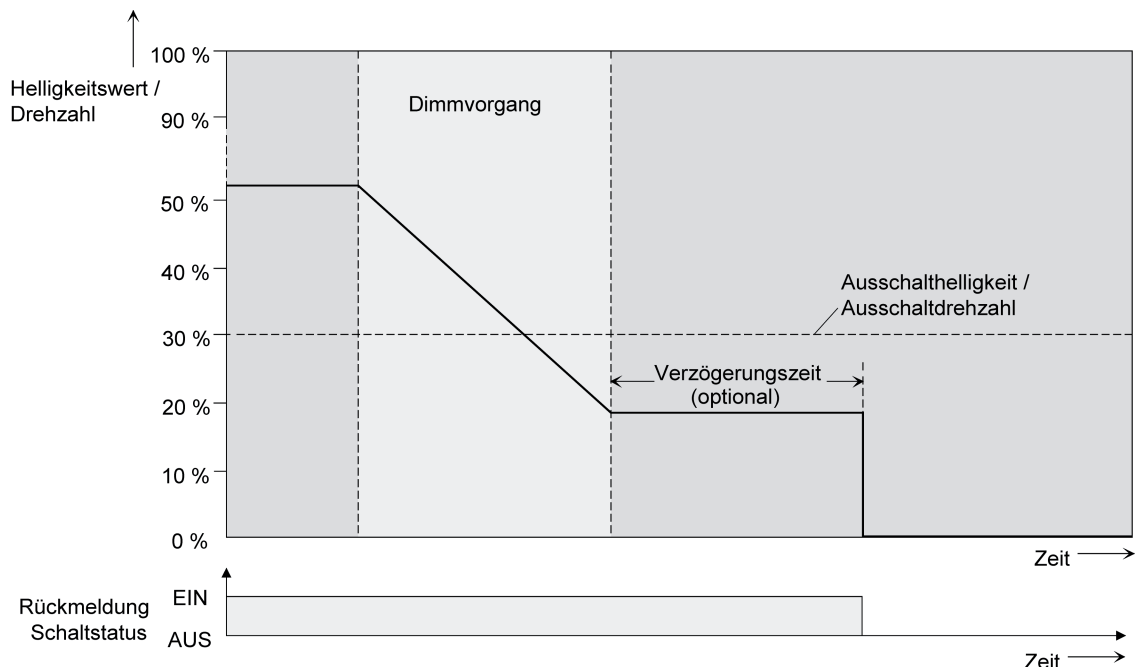 100 %
Helligkeitswert /
Drehzahl
90 %
Dimmvorgang
50 %
40 %
Ausschalthelligkeit /
Ausschaltdrehzahl
30 %
Verzögerungszeit
(optional)
20 %
10 %
0 %
Zeit
Rückmeldung
Schaltstatus
EIN
AUS
Zeit